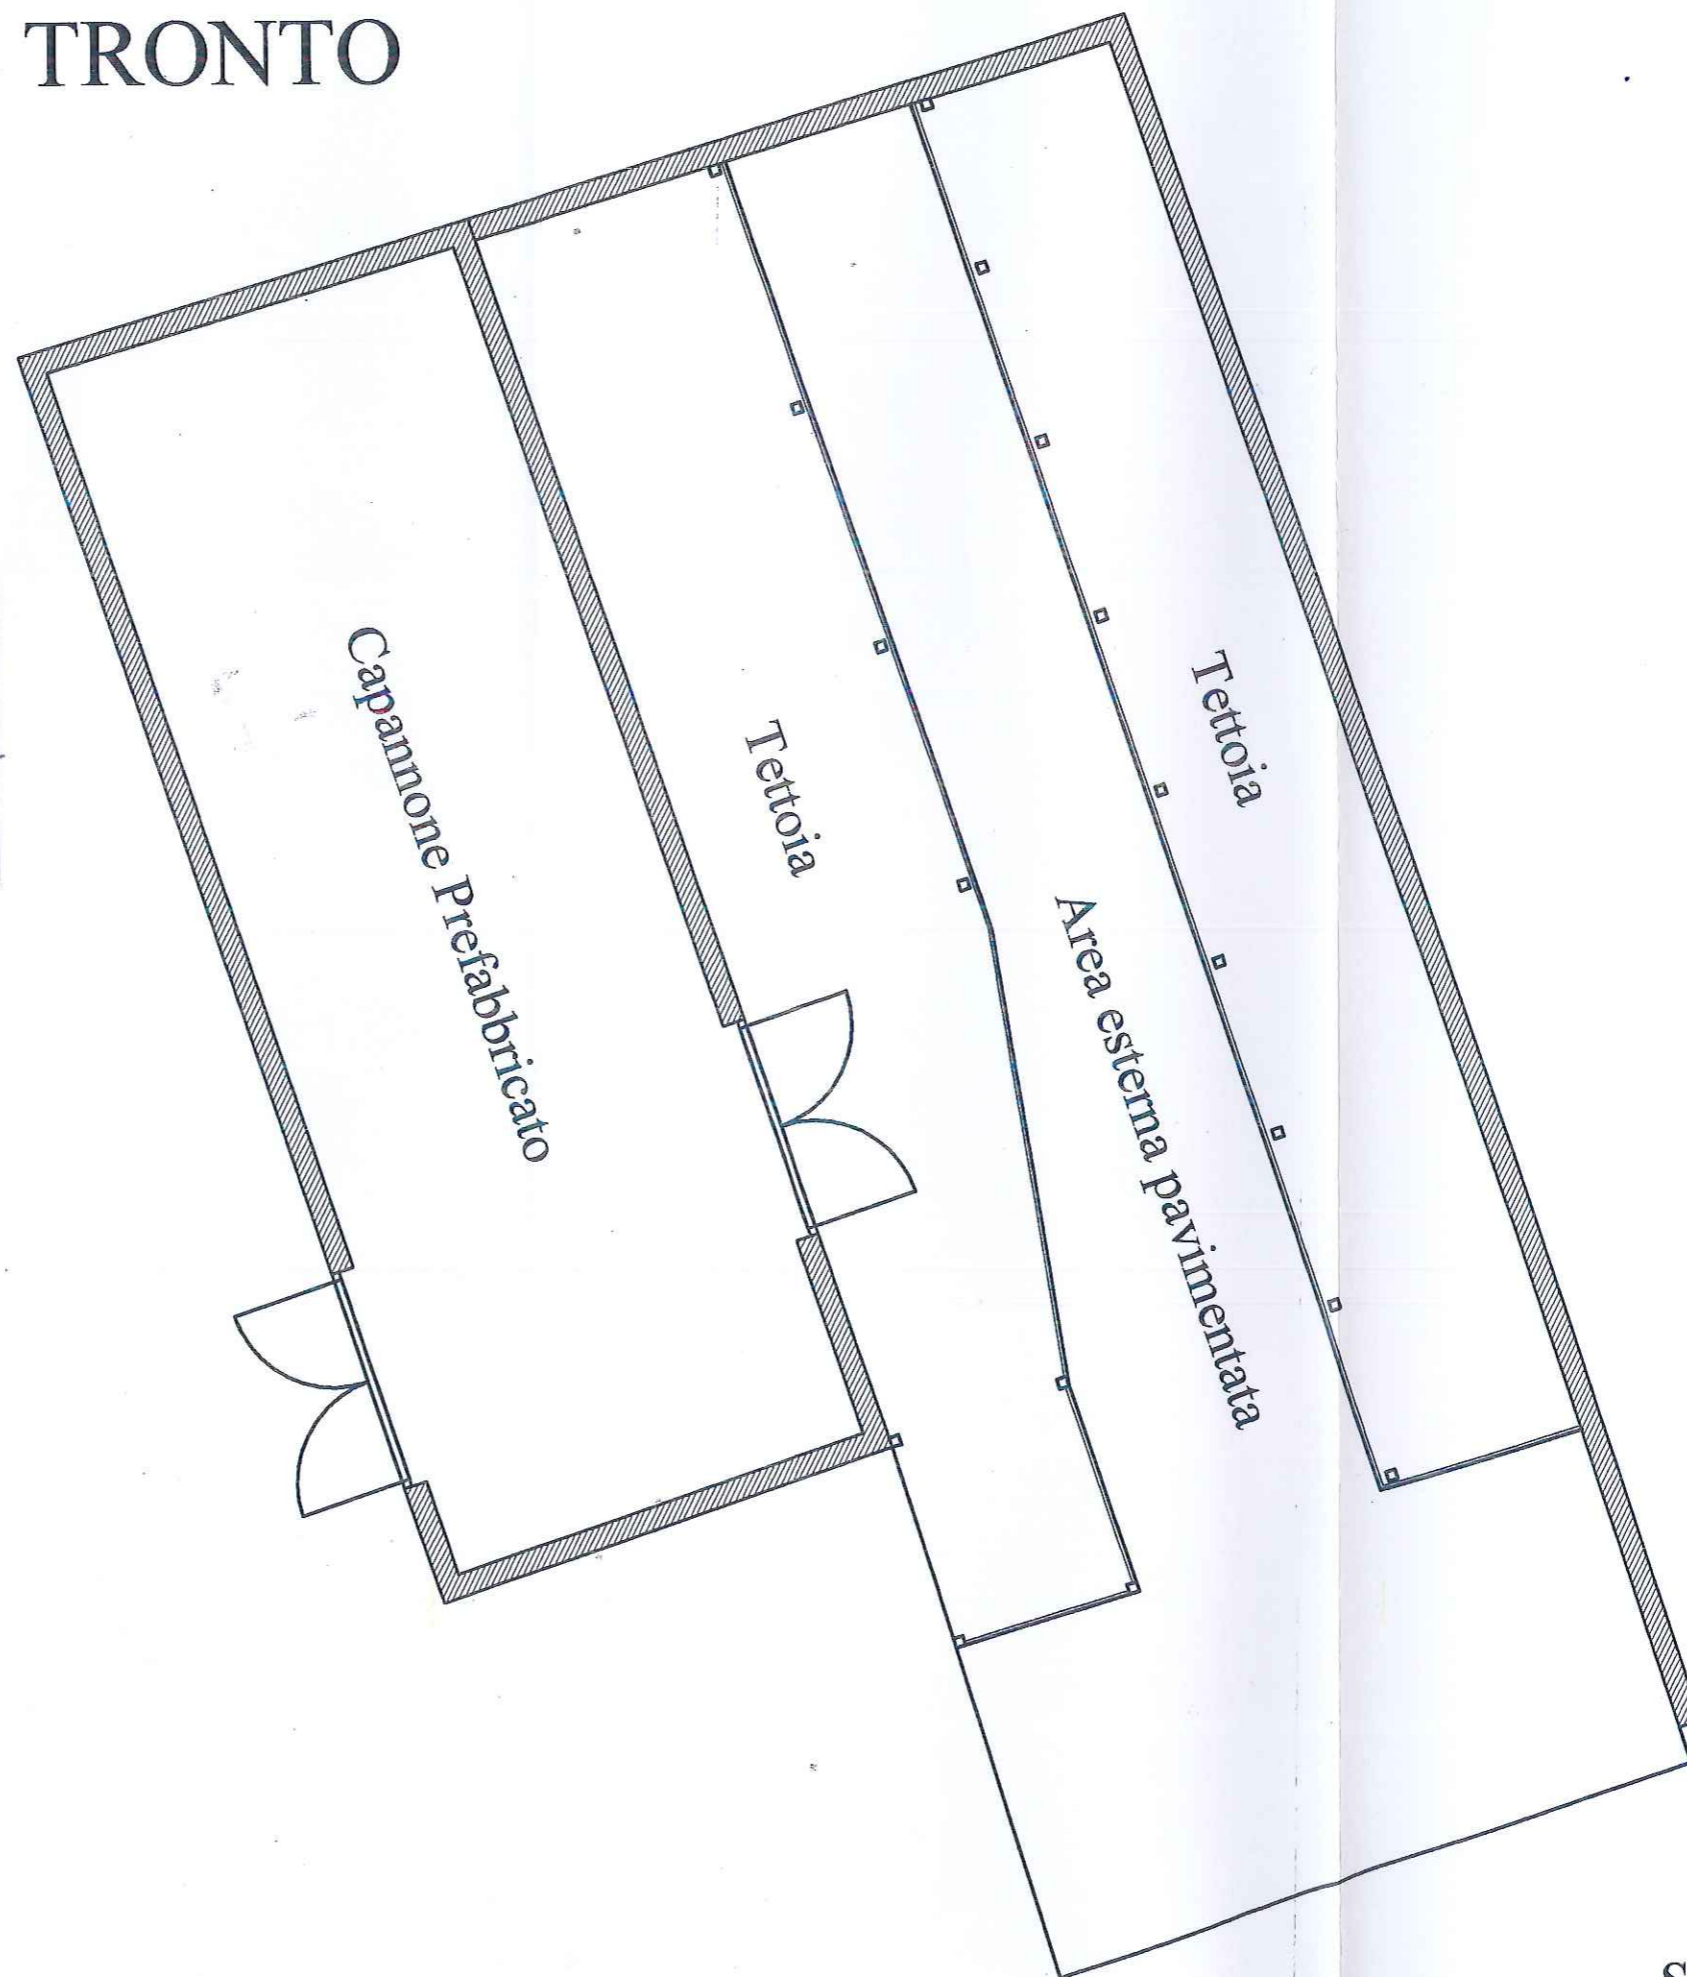 TRONTO
Capannone Prefabbricato
Tettoia
Tettoia
Area esterna pavimentata